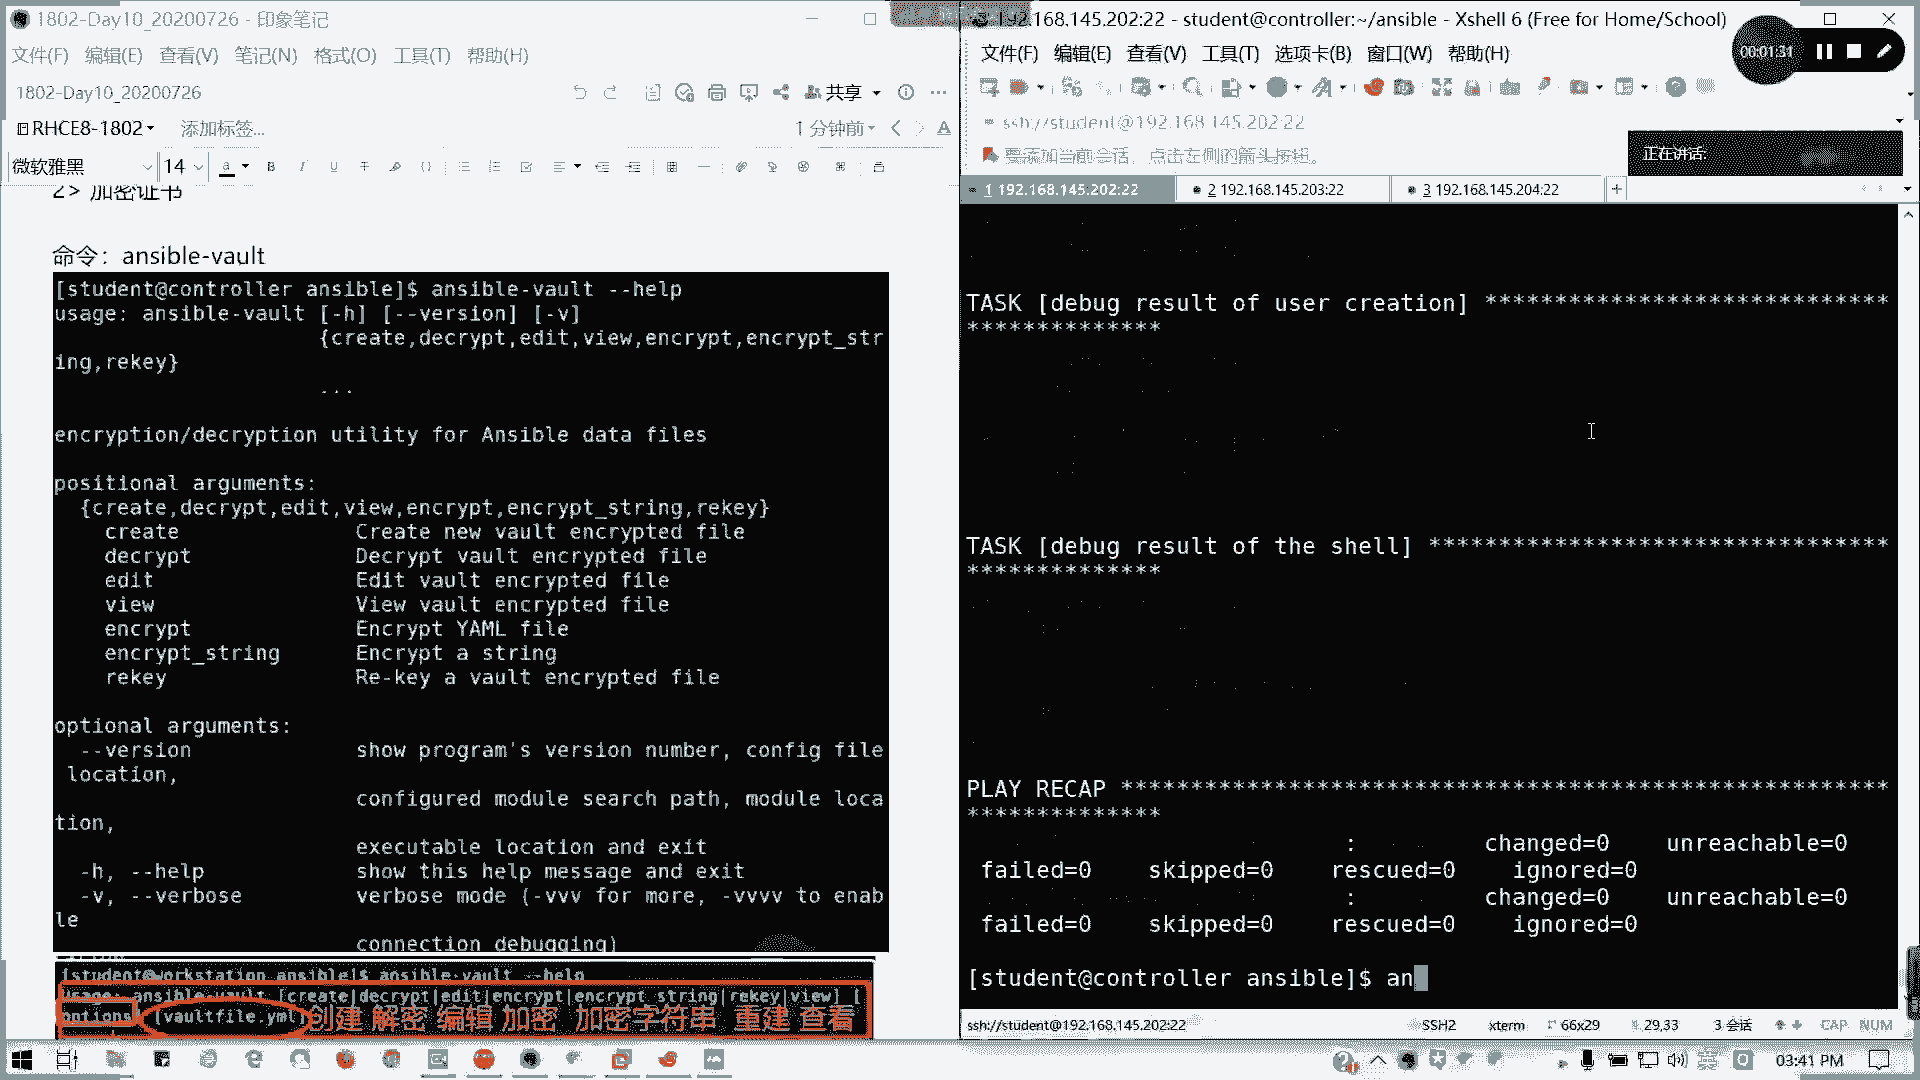 1802-Day10_20200726 - 印象笔记
文件(F) 编辑(E) 查看(V) 笔记(N) 格式(O) 工具(T) 帮助(H)
1802-Day10_20200726
共享
RHCE8-1802 添加标签...
1 分钟前
微软雅黑 14
2> 加密证书
命令：ansible-vault
[student@controller ansible]$ ansible-vault --help
usage: ansible-vault [-h] [--version] [-v]
{create,decrypt,edit,view,encrypt,encrypt_str
ing,rekey}
...
encryption/decryption utility for Ansible data files
positional arguments:
{create,decrypt,edit,view,encrypt,encrypt_string,rekey}
create Create new vault encrypted file
decrypt Decrypt vault encrypted file
edit Edit vault encrypted file
view View vault encrypted file
encrypt Encrypt YAML file
encrypt_string Encrypt a string
rekey Re-key a vault encrypted file
optional arguments:
--version show program's version number, config file
location,
configured module search path, module loca
tion,
executable location and exit
-h, --help show this help message and exit
-v, --verbose verbose mode (-vvv for more, -vvvv to enab
le
connection debugging)
[student@workstation ansible]$ ansible-vault --help
Usage: ansible-vault [create|decrypt|edit|encrypt|encrypt_string|rekey|view] [
options] [vaultfile.yml]
创建 解密 编辑 加密 加密字符串 重建 查看
192.168.145.202:22 - student@controller:~/ansible - Xshell 6 (Free for Home/School)
文件(F) 编辑(E) 查看(V) 工具(T) 选项卡(B) 窗口(W) 帮助(H)
00:01:31
ssh://student@192.168.145.202:22
要添加当前会话，点击左侧的箭头按钮。
正在讲话:
1 192.168.145.202:22
2 192.168.145.203:22
3 192.168.145.204:22
TASK [debug result of user creation] ********************************
***************
TASK [debug result of the shell] ************************************
***************
PLAY RECAP **********************************************************
***************
: changed=0 unreachable=0
failed=0 skipped=0 rescued=0 ignored=0
: changed=0 unreachable=0
failed=0 skipped=0 rescued=0 ignored=0
[student@controller ansible]$ an
ssh://student@192.168.145.202:22 SSH2 xterm 66x29 29,33 3 会话 CAP NUM
英
03:41 PM